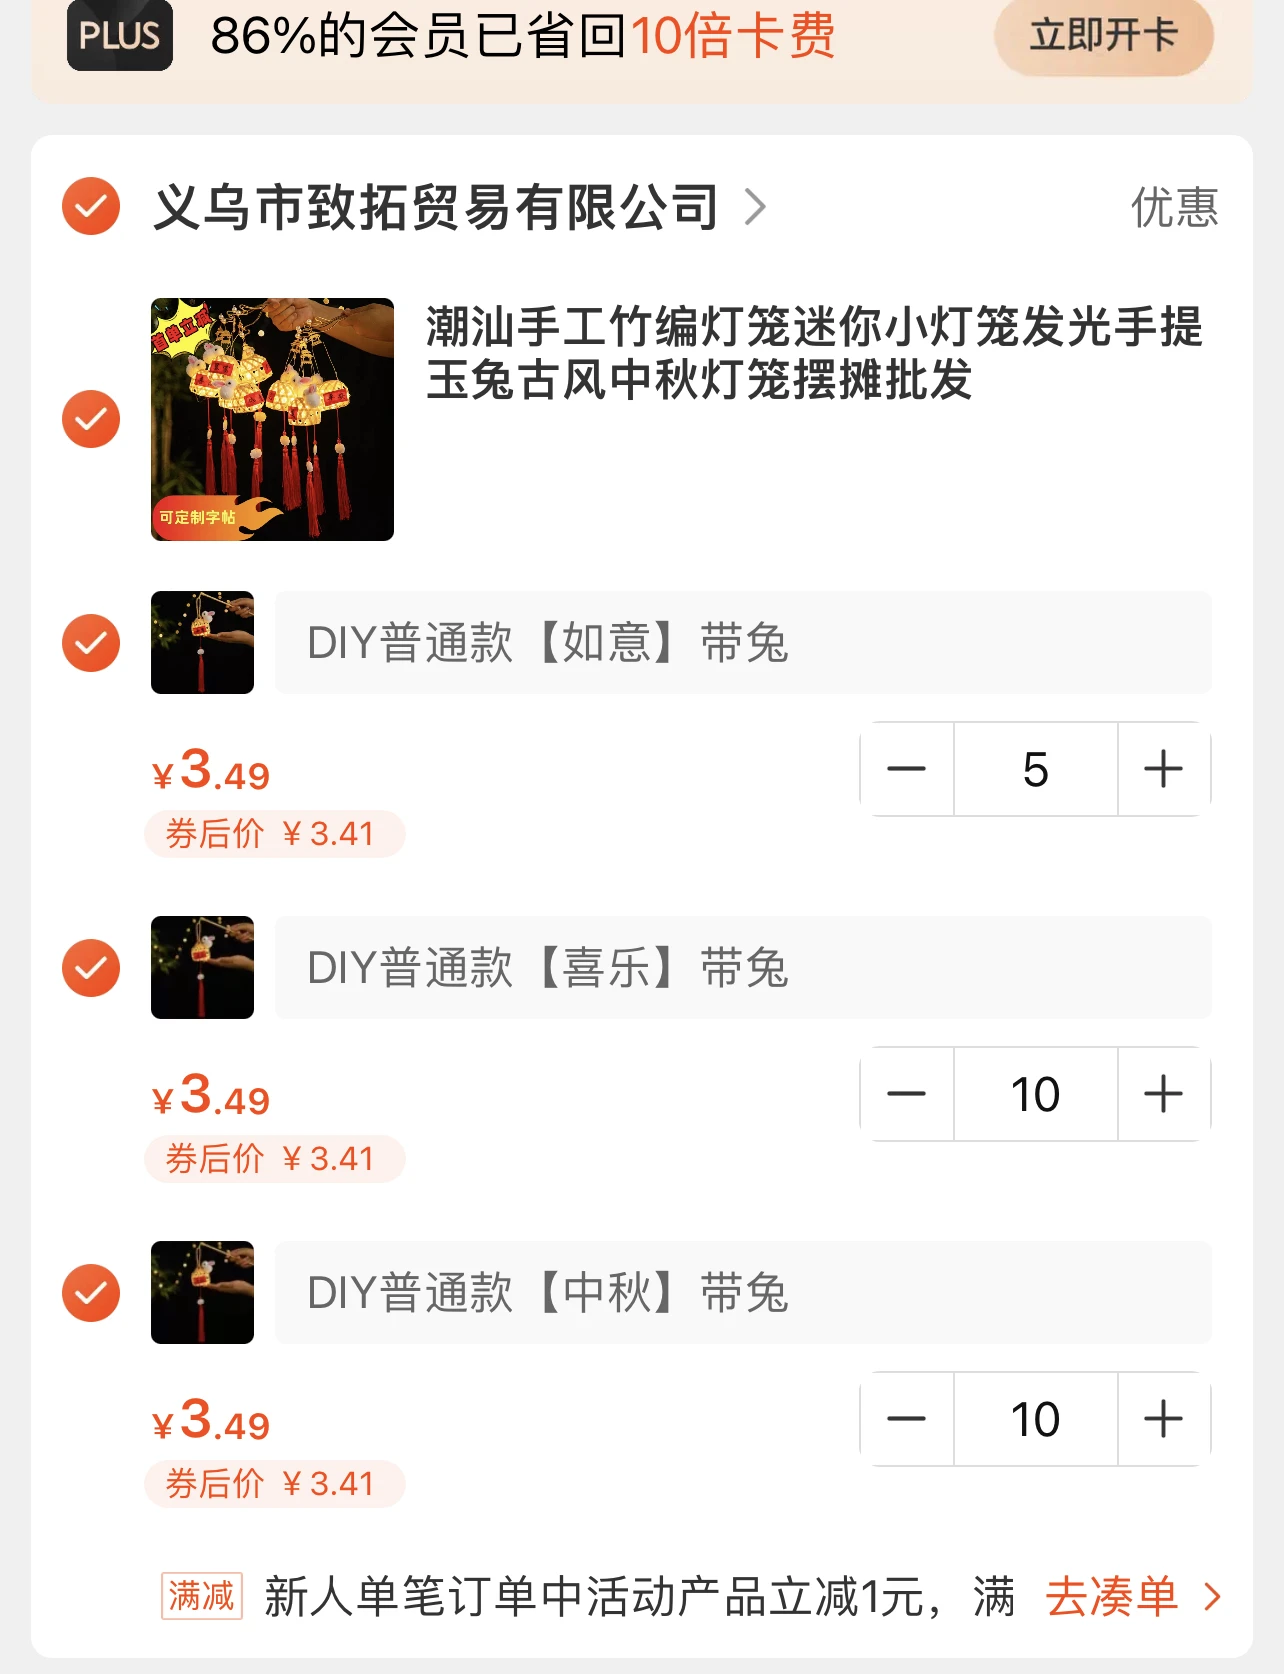 PLUS 86%的会员已省回10倍卡费 立即开卡
义乌市致拓贸易有限公司 优惠
首单立减
可定制字帖
潮汕手工竹编灯笼迷你小灯笼发光手提
玉兔古风中秋灯笼摆摊批发
DIY普通款【如意】带兔
¥3.49 5
券后价 ¥3.41
DIY普通款【喜乐】带兔
¥3.49 10
券后价 ¥3.41
DIY普通款【中秋】带兔
¥3.49 10
券后价 ¥3.41
满减 新人单笔订单中活动产品立减1元，满 去凑单